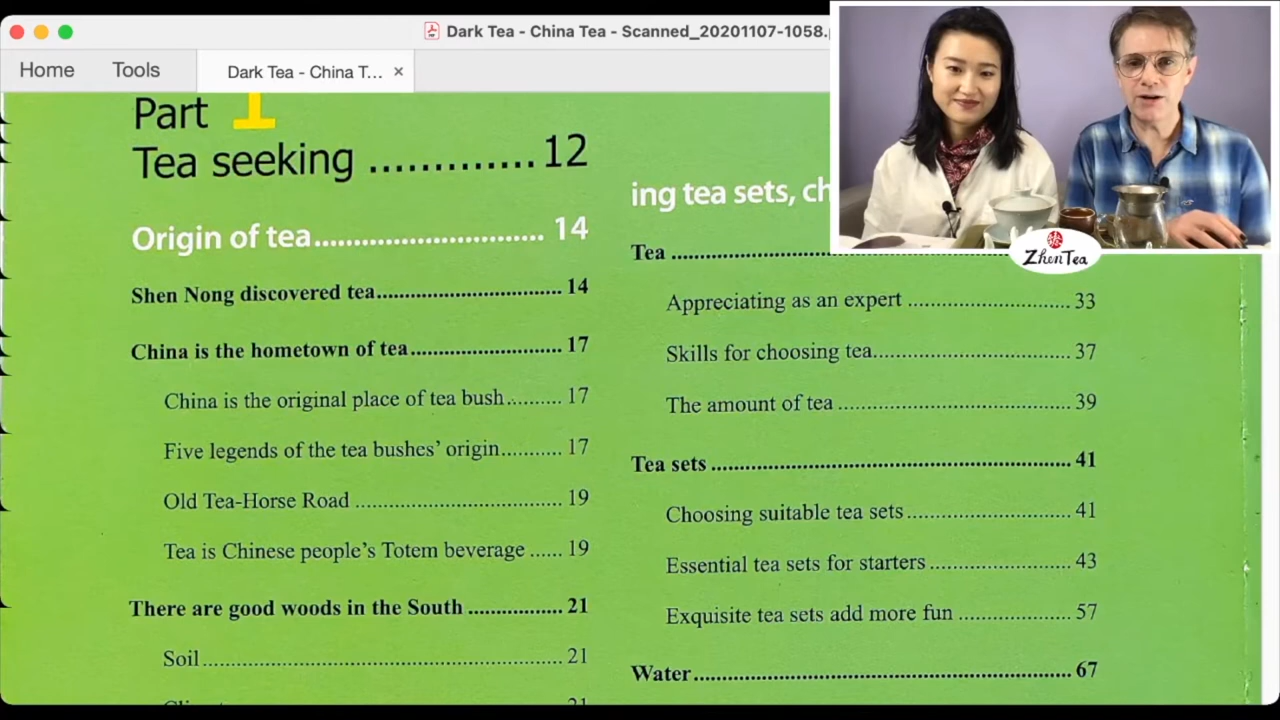 Dark Tea - China Tea - Scanned_20201107-1058.p
Home
Tools
Dark Tea - China T... ×
Part 1
Tea seeking ............. 12
Origin of tea................................ 14
Shen Nong discovered tea................................ 14
China is the hometown of tea........................... 17
China is the original place of tea bush.......... 17
Five legends of the tea bushes' origin........... 17
Old Tea-Horse Road ...................................... 19
Tea is Chinese people's Totem beverage ...... 19
There are good woods in the South ................. 21
Soil.................................................................. 21
ing tea sets, ch
Tea ...............................
Appreciating as an expert .............................. 33
Skills for choosing tea.................................... 37
The amount of tea .......................................... 39
Tea sets .............................................................. 41
Choosing suitable tea sets.............................. 41
Essential tea sets for starters .......................... 43
Exquisite tea sets add more fun ..................... 57
Water................................................................. 67
ZhenTea